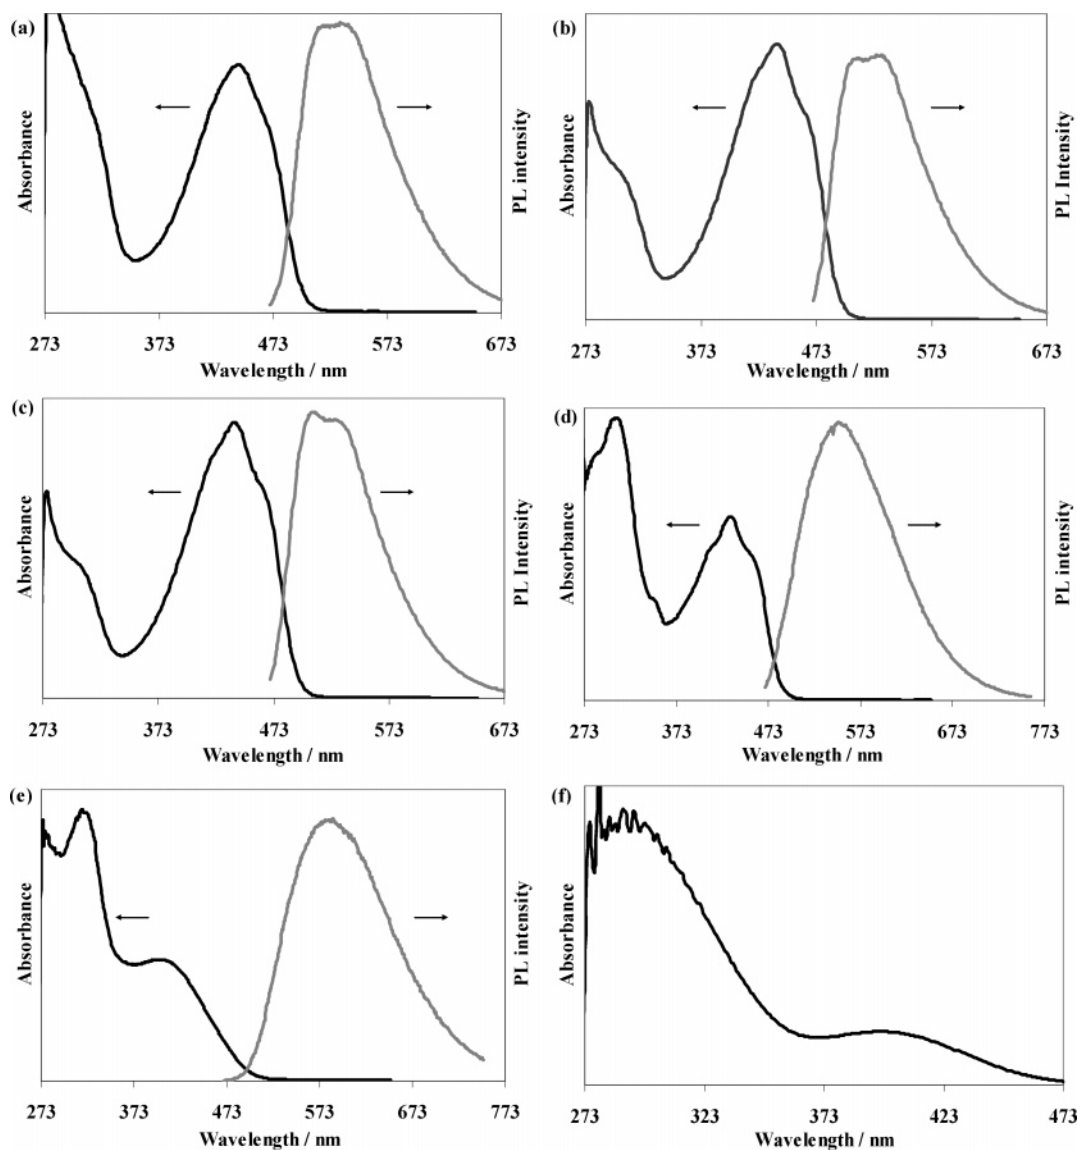 (a)
Absorbance
PL intensity
273 373 473 573 673
Wavelength / nm
(b)
Absorbance
PL intensity
273 373 473 573 673
Wavelength / nm
(c)
Absorbance
PL Intensity
273 373 473 573 673
Wavelength / nm
(d)
Absorbance
PL intensity
273 373 473 573 673 773
Wavelength / nm
(e)
Absorbance
PL intensity
273 373 473 573 673 773
Wavelength / nm
(f)
Absorbance
273 323 373 423 473
Wavelength / nm